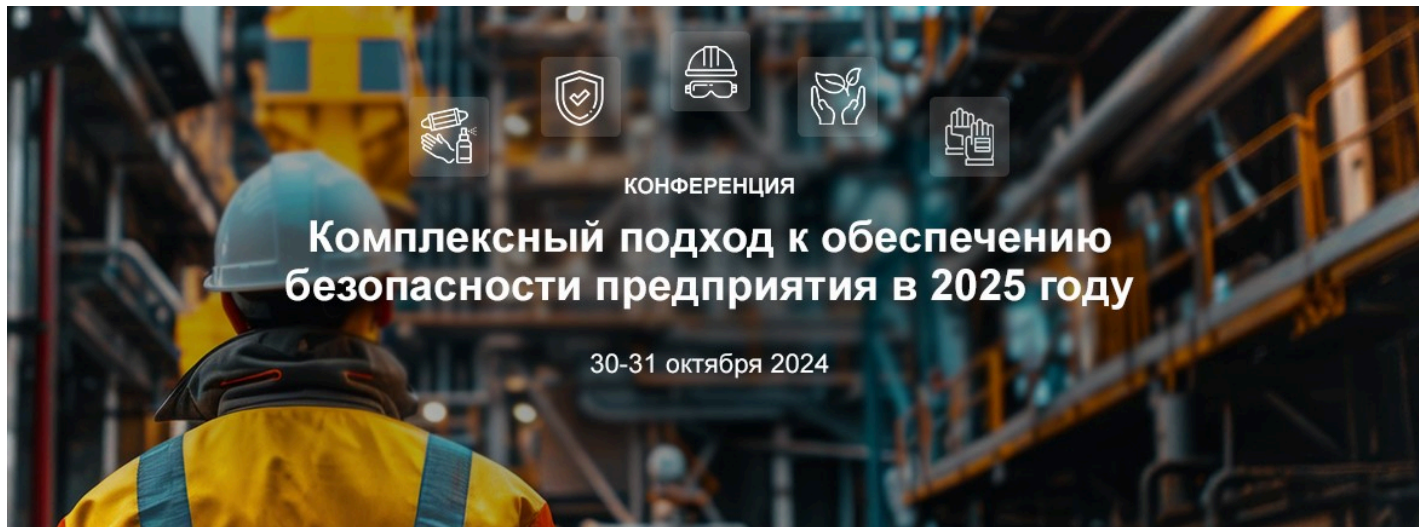 КОНФЕРЕНЦИЯ
Комплексный подход к обеспечению
безопасности предприятия в 2025 году
30-31 октября 2024